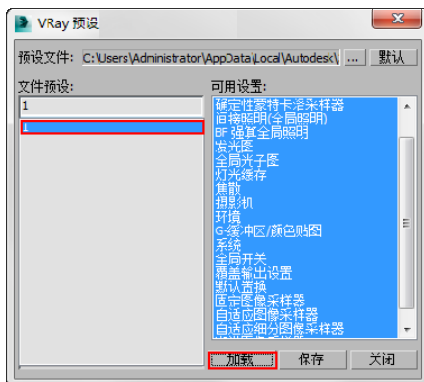 VRay 预设
预设文件: C:\Users\Administrator\AppData\Local\Autodesk\ ... 默认
文件预设:
1
1
可用设置:
确定性蒙特卡洛采样器
间接照明(全局照明)
BF 强算全局照明
发光图
全局光子图
灯光缓存
焦散
摄影机
环境
G-缓冲区/颜色贴图
系统
全局开关
覆盖输出设置
默认置换
固定图像采样器
自适应图像采样器
自适应细分图像采样器
加载 保存 关闭